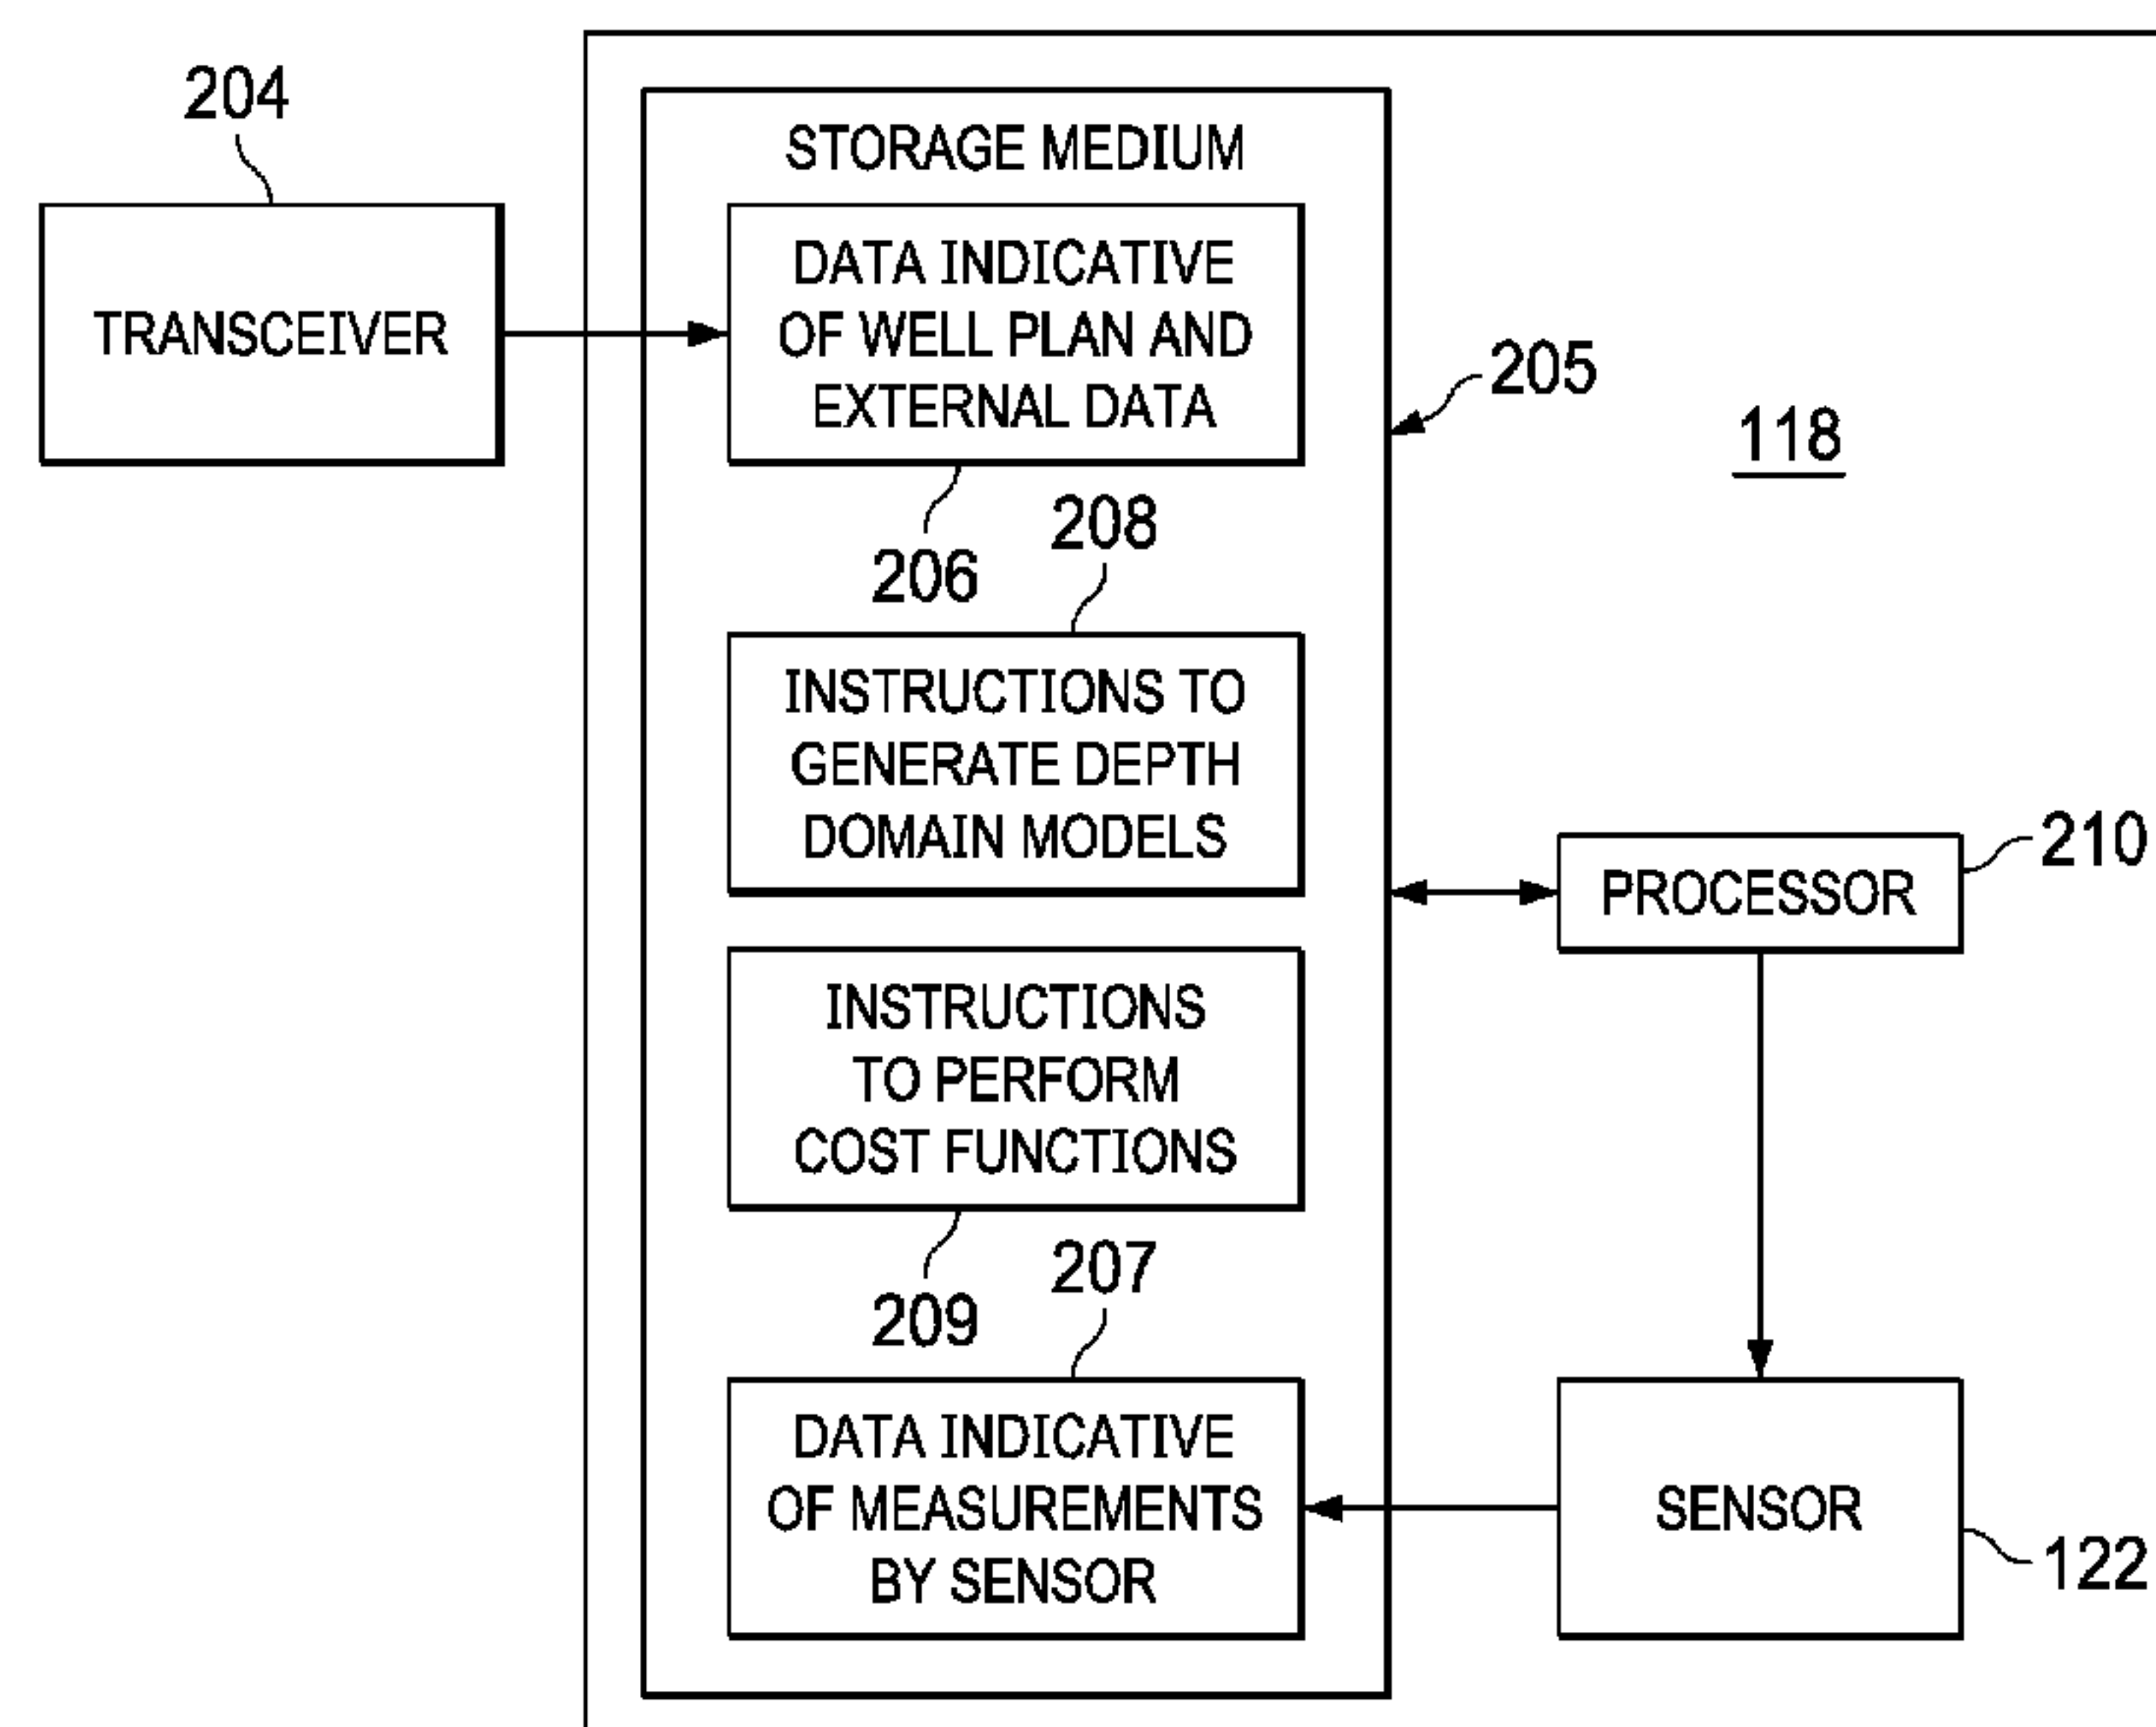 204
TRANSCEIVER
STORAGE MEDIUM
DATA INDICATIVE
OF WELL PLAN AND
EXTERNAL DATA
205
118
206
208
INSTRUCTIONS TO
GENERATE DEPTH
DOMAIN MODELS
PROCESSOR
210
INSTRUCTIONS
TO PERFORM
COST FUNCTIONS
209
207
DATA INDICATIVE
OF MEASUREMENTS
BY SENSOR
SENSOR
122